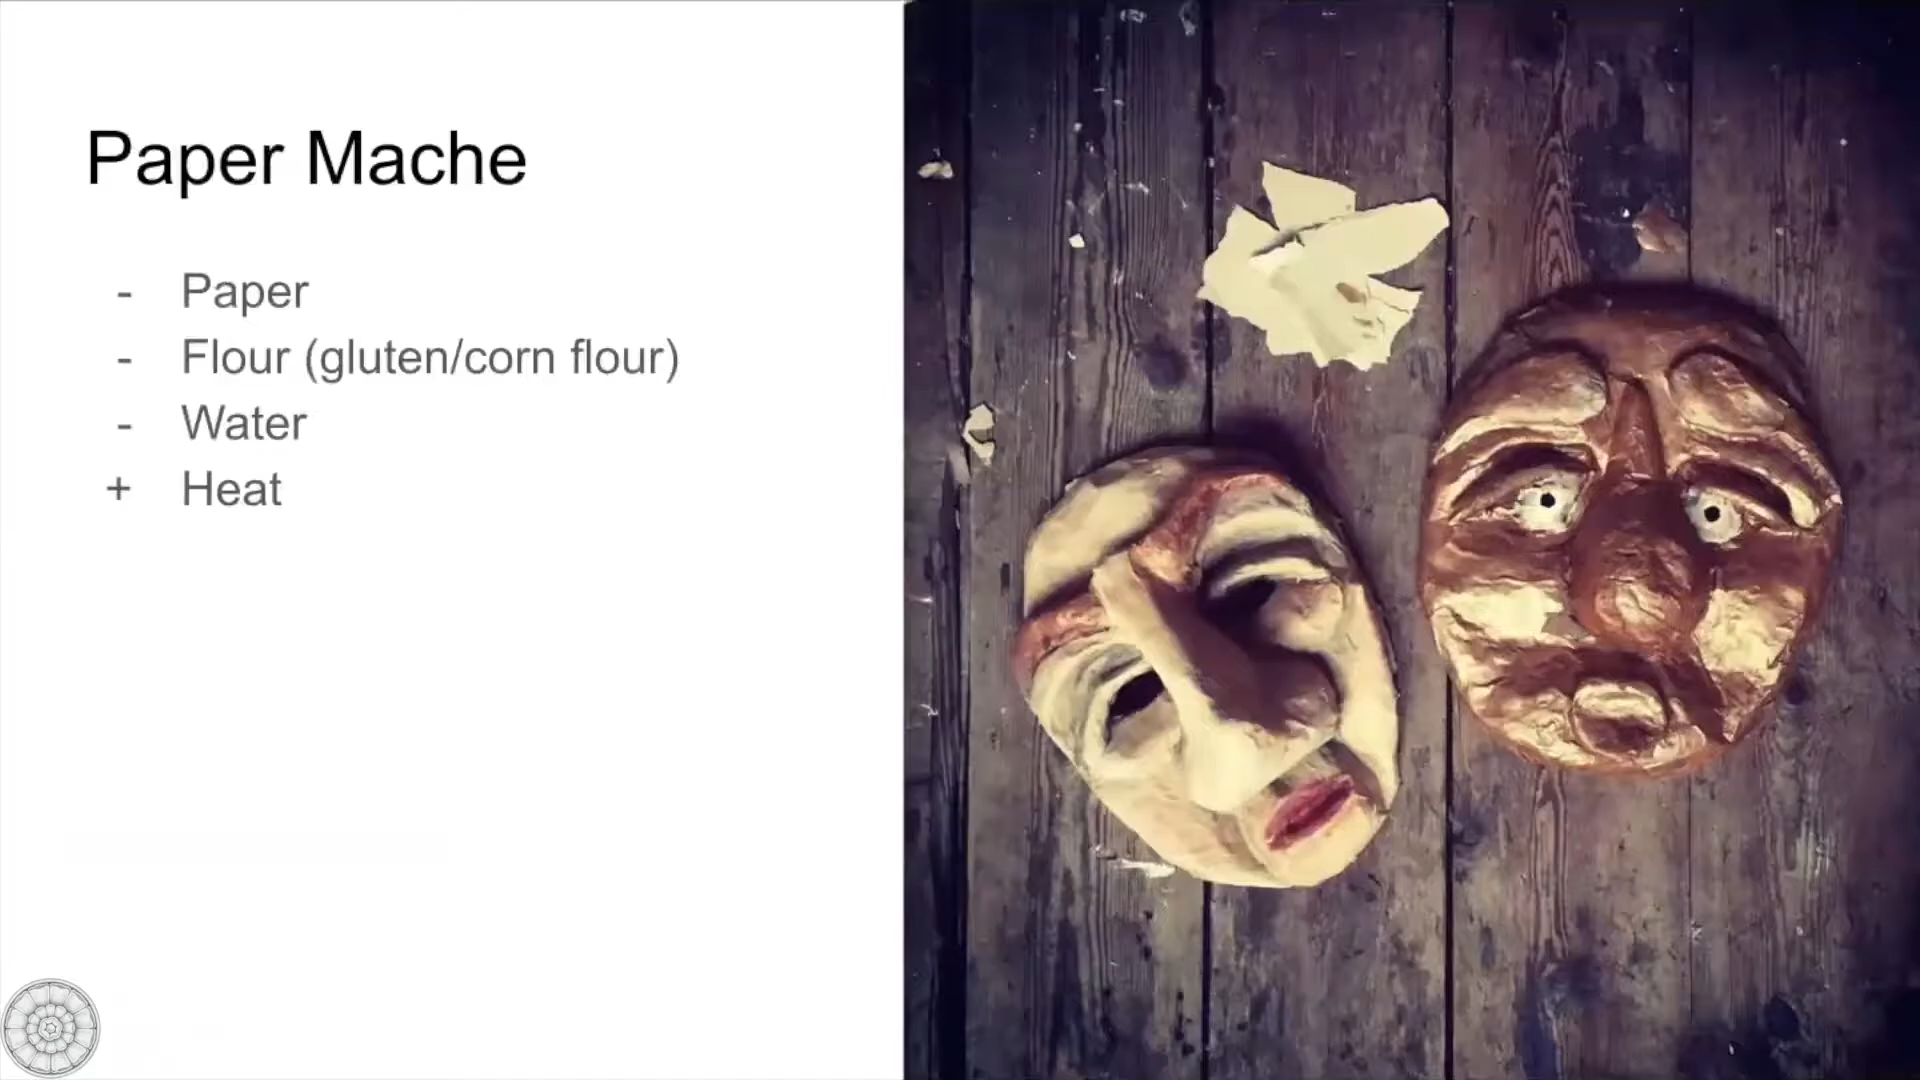 Paper Mache
- Paper
- Flour (gluten/corn flour)
- Water
+ Heat